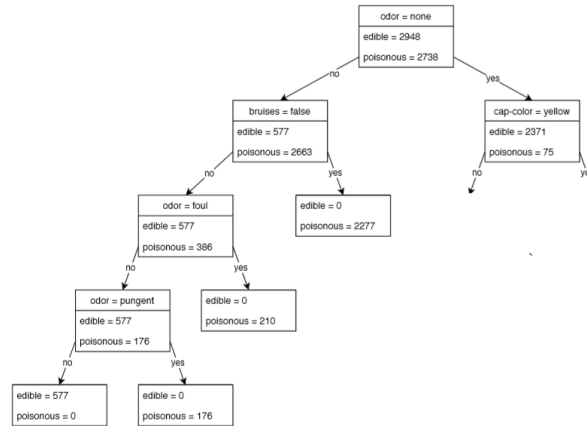 odor = none
edible = 2948
poisonous = 2738
no
yes
bruises = false
edible = 577
poisonous = 2663
cap-color = yellow
edible = 2371
poisonous = 75
no
yes
no
ye
odor = foul
edible = 577
poisonous = 386
edible = 0
poisonous = 2277
no
yes
odor = pungent
edible = 577
poisonous = 176
edible = 0
poisonous = 210
no
yes
edible = 577
poisonous = 0
edible = 0
poisonous = 176